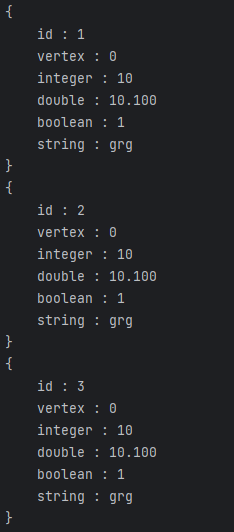 {
    id : 1
    vertex : 0
    integer : 10
    double : 10.100
    boolean : 1
    string : grg
}
{
    id : 2
    vertex : 0
    integer : 10
    double : 10.100
    boolean : 1
    string : grg
}
{
    id : 3
    vertex : 0
    integer : 10
    double : 10.100
    boolean : 1
    string : grg
}